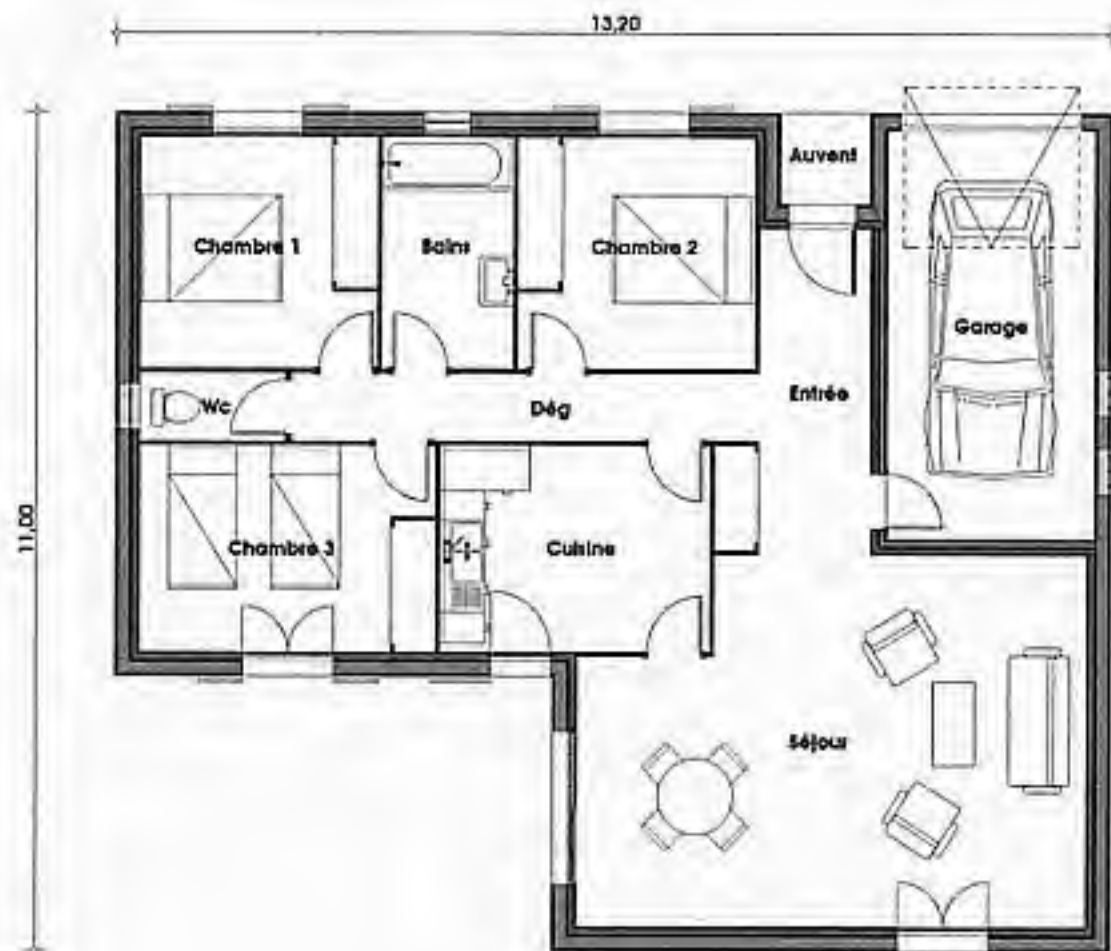 13,20
Auvent
Chambre 1
Bains
Chambre 2
Garage
Wc
Dég
Entrée
11,00
Chambre 3
Cuisine
Séjour